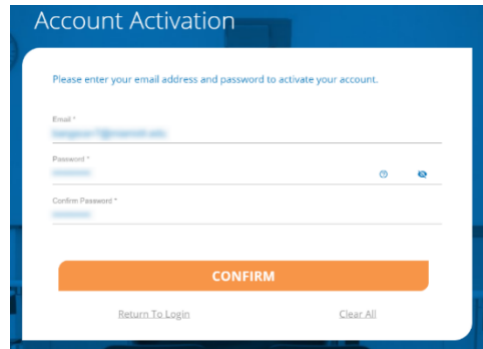 Account Activation
Please enter your email address and password to activate your account.
Email *
Password *
Confirm Password *
CONFIRM
Return To Login Clear All